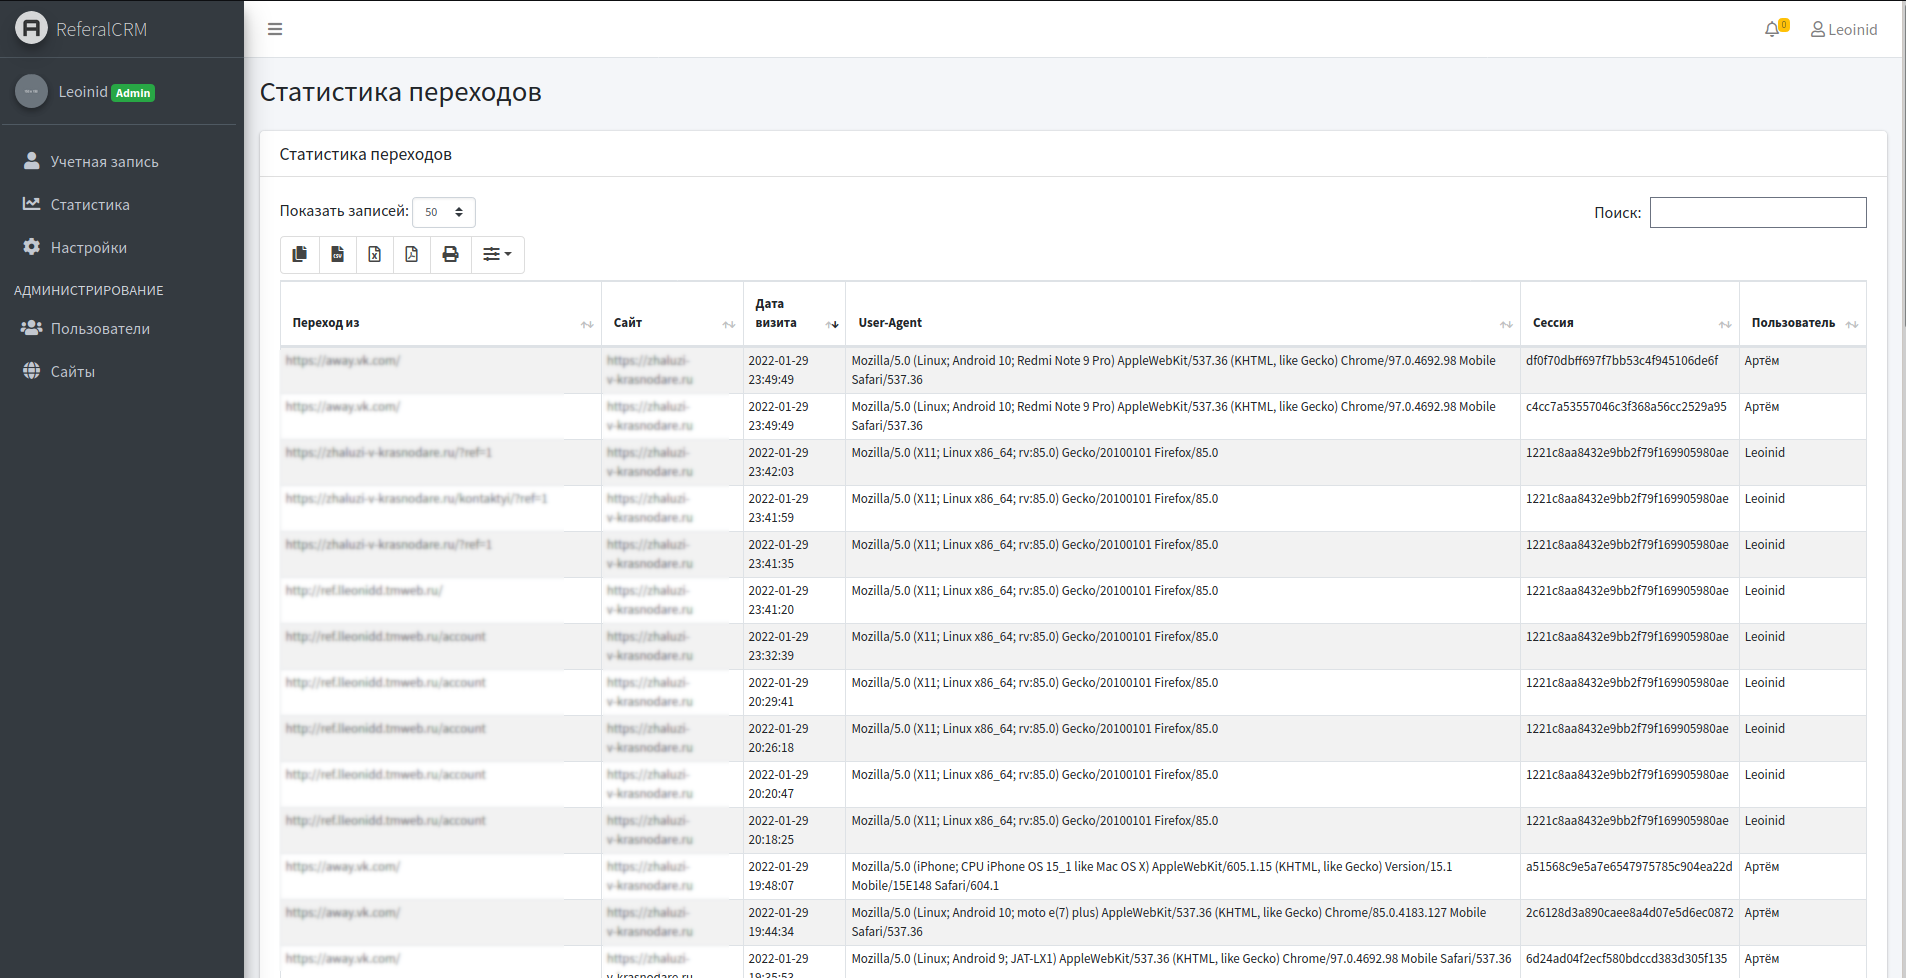 ReferalCRM
0
Leoinid
Leoinid Admin
Учетная запись
Статистика
Настройки
АДМИНИСТРИРОВАНИЕ
Пользователи
Сайты
Статистика переходов
Статистика переходов
Показать записей: 50
Поиск:
CSV
Переход из Сайт Дата визита User-Agent Сессия Пользователь
https://away.vk.com/ https://zhaluzi- 2022-01-29 Mozilla/5.0 (Linux; Android 10; Redmi Note 9 Pro) AppleWebKit/537.36 (KHTML, like Gecko) Chrome/97.0.4692.98 Mobile df0f70dbff697f7bb53c4f945106de6f Артём
v-krasnodare.ru 23:49:49 Safari/537.36
https://away.vk.com/ https://zhaluzi- 2022-01-29 Mozilla/5.0 (Linux; Android 10; Redmi Note 9 Pro) AppleWebKit/537.36 (KHTML, like Gecko) Chrome/97.0.4692.98 Mobile c4cc7a53557046c3f368a56cc2529a95 Артём
v-krasnodare.ru 23:49:49 Safari/537.36
https://zhaluzi-v-krasnodare.ru/?ref=1 https://zhaluzi- 2022-01-29 Mozilla/5.0 (X11; Linux x86_64; rv:85.0) Gecko/20100101 Firefox/85.0 1221c8aa8432e9bb2f79f169905980ae Leoinid
v-krasnodare.ru 23:42:03
https://zhaluzi-v-krasnodare.ru/kontaktyi/?ref=1 https://zhaluzi- 2022-01-29 Mozilla/5.0 (X11; Linux x86_64; rv:85.0) Gecko/20100101 Firefox/85.0 1221c8aa8432e9bb2f79f169905980ae Leoinid
v-krasnodare.ru 23:41:59
https://zhaluzi-v-krasnodare.ru/?ref=1 https://zhaluzi- 2022-01-29 Mozilla/5.0 (X11; Linux x86_64; rv:85.0) Gecko/20100101 Firefox/85.0 1221c8aa8432e9bb2f79f169905980ae Leoinid
v-krasnodare.ru 23:41:35
http://ref.lleonidd.tmweb.ru/ https://zhaluzi- 2022-01-29 Mozilla/5.0 (X11; Linux x86_64; rv:85.0) Gecko/20100101 Firefox/85.0 1221c8aa8432e9bb2f79f169905980ae Leoinid
v-krasnodare.ru 23:41:20
http://ref.lleonidd.tmweb.ru/account https://zhaluzi- 2022-01-29 Mozilla/5.0 (X11; Linux x86_64; rv:85.0) Gecko/20100101 Firefox/85.0 1221c8aa8432e9bb2f79f169905980ae Leoinid
v-krasnodare.ru 23:32:39
http://ref.lleonidd.tmweb.ru/account https://zhaluzi- 2022-01-29 Mozilla/5.0 (X11; Linux x86_64; rv:85.0) Gecko/20100101 Firefox/85.0 1221c8aa8432e9bb2f79f169905980ae Leoinid
v-krasnodare.ru 20:29:41
http://ref.lleonidd.tmweb.ru/account https://zhaluzi- 2022-01-29 Mozilla/5.0 (X11; Linux x86_64; rv:85.0) Gecko/20100101 Firefox/85.0 1221c8aa8432e9bb2f79f169905980ae Leoinid
v-krasnodare.ru 20:26:18
http://ref.lleonidd.tmweb.ru/account https://zhaluzi- 2022-01-29 Mozilla/5.0 (X11; Linux x86_64; rv:85.0) Gecko/20100101 Firefox/85.0 1221c8aa8432e9bb2f79f169905980ae Leoinid
v-krasnodare.ru 20:20:47
http://ref.lleonidd.tmweb.ru/account https://zhaluzi- 2022-01-29 Mozilla/5.0 (X11; Linux x86_64; rv:85.0) Gecko/20100101 Firefox/85.0 1221c8aa8432e9bb2f79f169905980ae Leoinid
v-krasnodare.ru 20:18:25
https://away.vk.com/ https://zhaluzi- 2022-01-29 Mozilla/5.0 (iPhone; CPU iPhone OS 15_1 like Mac OS X) AppleWebKit/605.1.15 (KHTML, like Gecko) Version/15.1 a51568c9e5a7e6547975785c904ea22d Артём
v-krasnodare.ru 19:48:07 Mobile/15E148 Safari/604.1
https://away.vk.com/ https://zhaluzi- 2022-01-29 Mozilla/5.0 (Linux; Android 10; moto e(7) plus) AppleWebKit/537.36 (KHTML, like Gecko) Chrome/85.0.4183.127 Mobile 2c6128d3a890caee8a4d07e5d6ec0872 Артём
v-krasnodare.ru 19:44:34 Safari/537.36
https://away.vk.com/ https://zhaluzi- 2022-01-29 Mozilla/5.0 (Linux; Android 9; JAT-LX1) AppleWebKit/537.36 (KHTML, like Gecko) Chrome/97.0.4692.98 Mobile Safari/537.36 6d24ad04f2ecf580bdccd383d305f135 Артём
v-krasnodare.ru 19:35:53